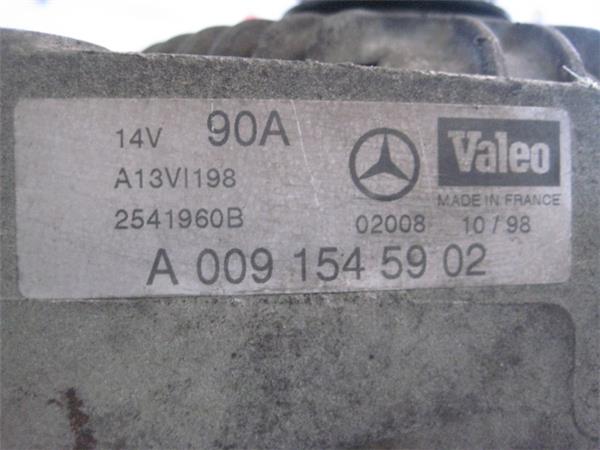 14V 90A Valeo
A13VI198 MADE IN FRANCE
2541960B 02008 10/98
A 009 154 59 02